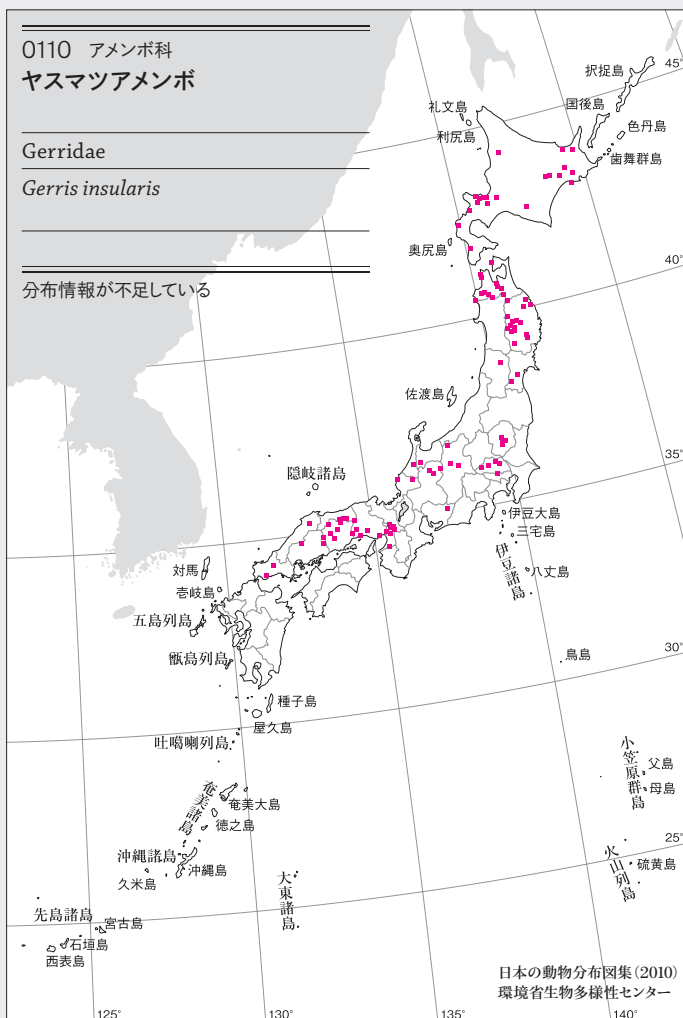 0110 アメンボ科
ヤスマツアメンボ
Gerridae
Gerris insularis
分布情報が不足している
択捉島
国後島
色丹島
歯舞群島
礼文島
利尻島
奥尻島
佐渡島
隠岐諸島
対馬
壱岐島
五島列島
甑島列島
種子島
屋久島
吐噶喇列島
奄美諸島
奄美大島
徳之島
沖縄諸島
沖縄島
久米島
先島諸島
宮古島
石垣島
西表島
大東諸島
伊豆大島
三宅島
伊豆諸島
八丈島
鳥島
小笠原群島
父島
母島
火山列島
硫黄島
45°
40°
35°
30°
25°
125°
130°
135°
140°
日本の動物分布図集(2010)
環境省生物多様性センター